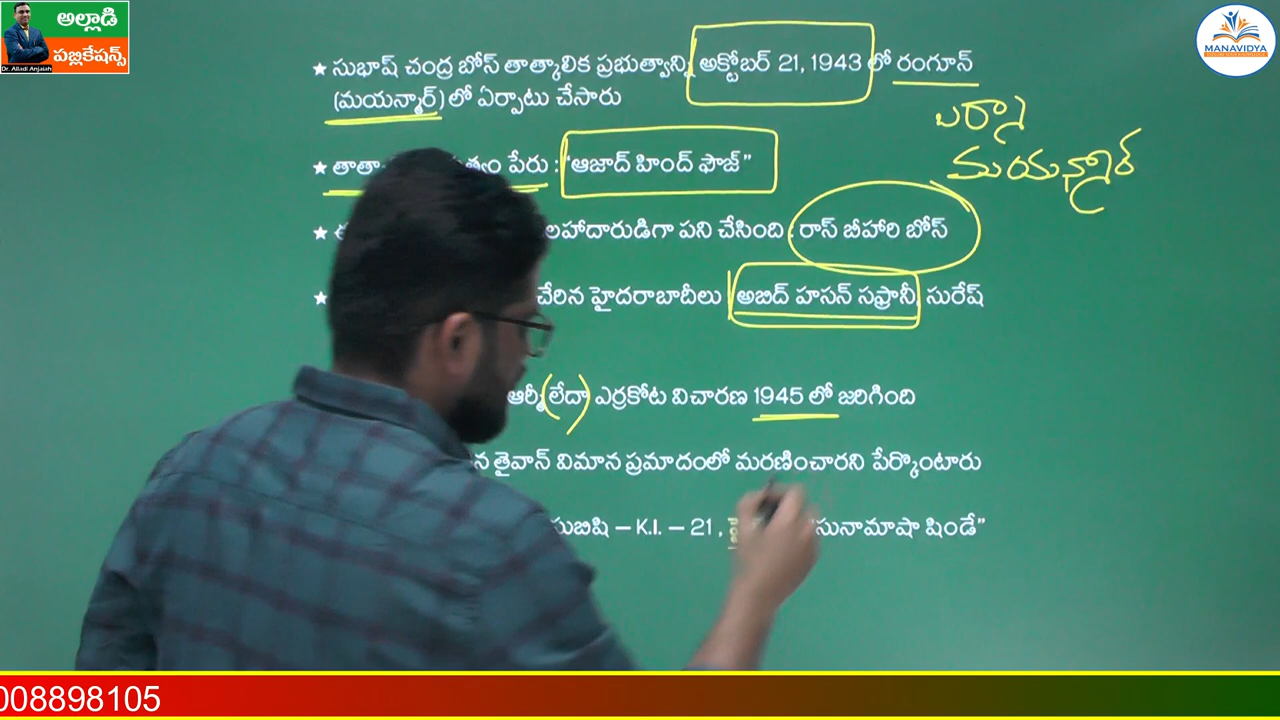 అల్లాడి
పబ్లికేషన్స్
Dr. Alladi Anjaiah
MANAVIDYA
★ సుభాష్ చంద్ర బోస్ తాత్కాలిక ప్రభుత్వాన్ని అక్టోబర్ 21, 1943 లో రంగూన్
(మయన్మార్) లో ఏర్పాటు చేసారు
బర్మా
మయన్మార్
పేరు : "ఆజాద్ హింద్ ఫౌజ్"
పని చేసింది : రాస్ బీహారి బోస్
చేరిన హైదరాబాదీలు అబిద్ హసన్ సఫ్రానీ, సురేష్
ఆర్మీ (లేదా) ఎర్రకోట విచారణ 1945 లో జరిగింది
న తైవాన్ విమాన ప్రమాదంలో మరణించారని పేర్కొంటారు
– K.I. – 21 , "సునామాషా షిండే"
008898105